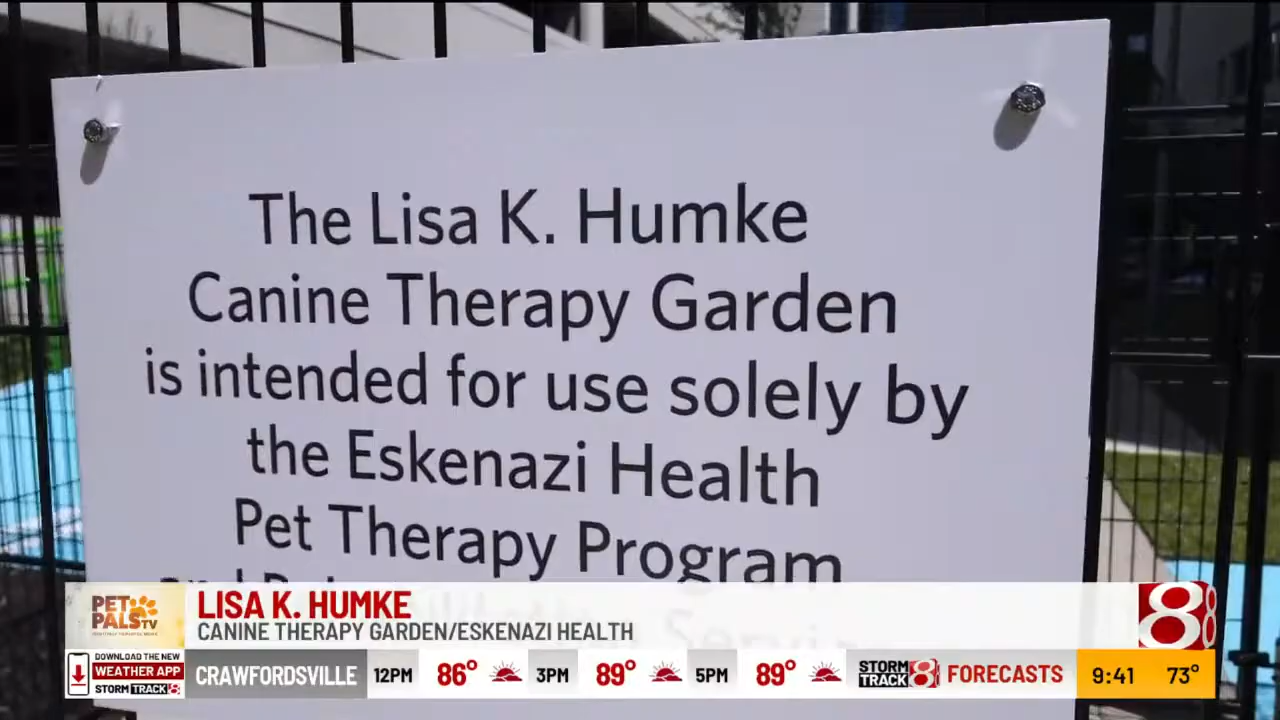 The Lisa K. Humke
Canine Therapy Garden
is intended for use solely by
the Eskenazi Health
Pet Therapy Program
PET PALS TV
LISA K. HUMKE
CANINE THERAPY GARDEN/ESKENAZI HEALTH
8
DOWNLOAD THE NEW
WEATHER APP
STORM TRACK 8
CRAWFORDSVILLE 12PM 86° 3PM 89° 5PM 89° STORM TRACK 8 FORECASTS 9:41 73°